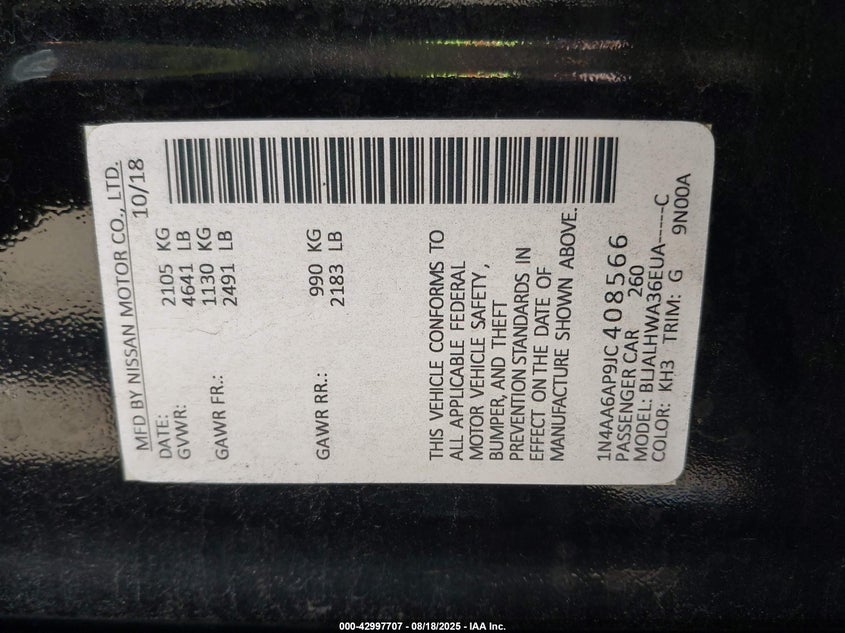 MFD BY NISSAN MOTOR CO., LTD.
DATE: 10/18
GVWR: 2105 KG
4641 LB
GAWR FR.: 1130 KG
2491 LB
GAWR RR.: 990 KG
2183 LB
THIS VEHICLE CONFORMS TO
ALL APPLICABLE FEDERAL
MOTOR VEHICLE SAFETY,
BUMPER, AND THEFT
PREVENTION STANDARDS IN
EFFECT ON THE DATE OF
MANUFACTURE SHOWN ABOVE.
1N4AA6AP9JC408566
PASSENGER CAR 260
MODEL: BLJALHWA36EUA-----C
COLOR: KH3 TRIM: G 9N00A
000-42997707 - 08/18/2025 - IAA Inc.